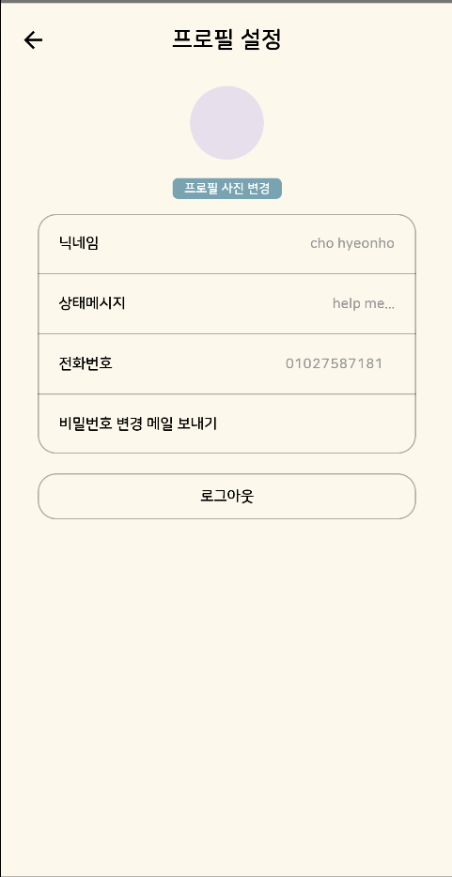 프로필 설정
프로필 사진 변경
닉네임 cho hyeonho
상태메시지 help me...
전화번호 01027587181
비밀번호 변경 메일 보내기
로그아웃